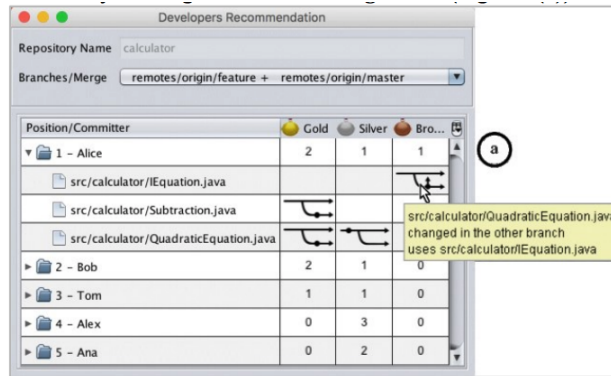 Developers Recommendation
Repository Name calculator
Branches/Merge remotes/origin/feature + remotes/origin/master
Position/Committer Gold Silver Bro...
1 - Alice 2 1 1
src/calculator/IEquation.java
src/calculator/Subtraction.java
src/calculator/QuadraticEquation.java
2 - Bob 2 1 0
3 - Tom 1 1 0
4 - Alex 0 3 0
5 - Ana 0 2 0
a
src/calculator/QuadraticEquation.java
changed in the other branch
uses src/calculator/IEquation.java